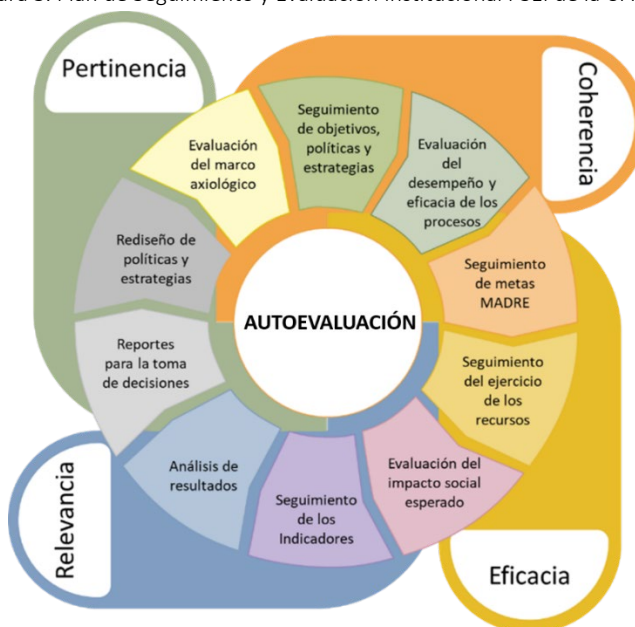 Pertinencia
Coherencia
Seguimiento
de objetivos,
políticas y
estrategias
Evaluación
del marco
axiológico
Evaluación
del
desempeño y
eficacia de los
procesos
Rediseño de
políticas y
estrategias
Seguimiento
de metas
MADRE
AUTOEVALUACIÓN
Reportes
para la toma
de decisiones
Seguimiento
del ejercicio
de los
recursos
Análisis de
resultados
Seguimiento
de los
Indicadores
Evaluación del
impacto social
esperado
Relevancia
Eficacia